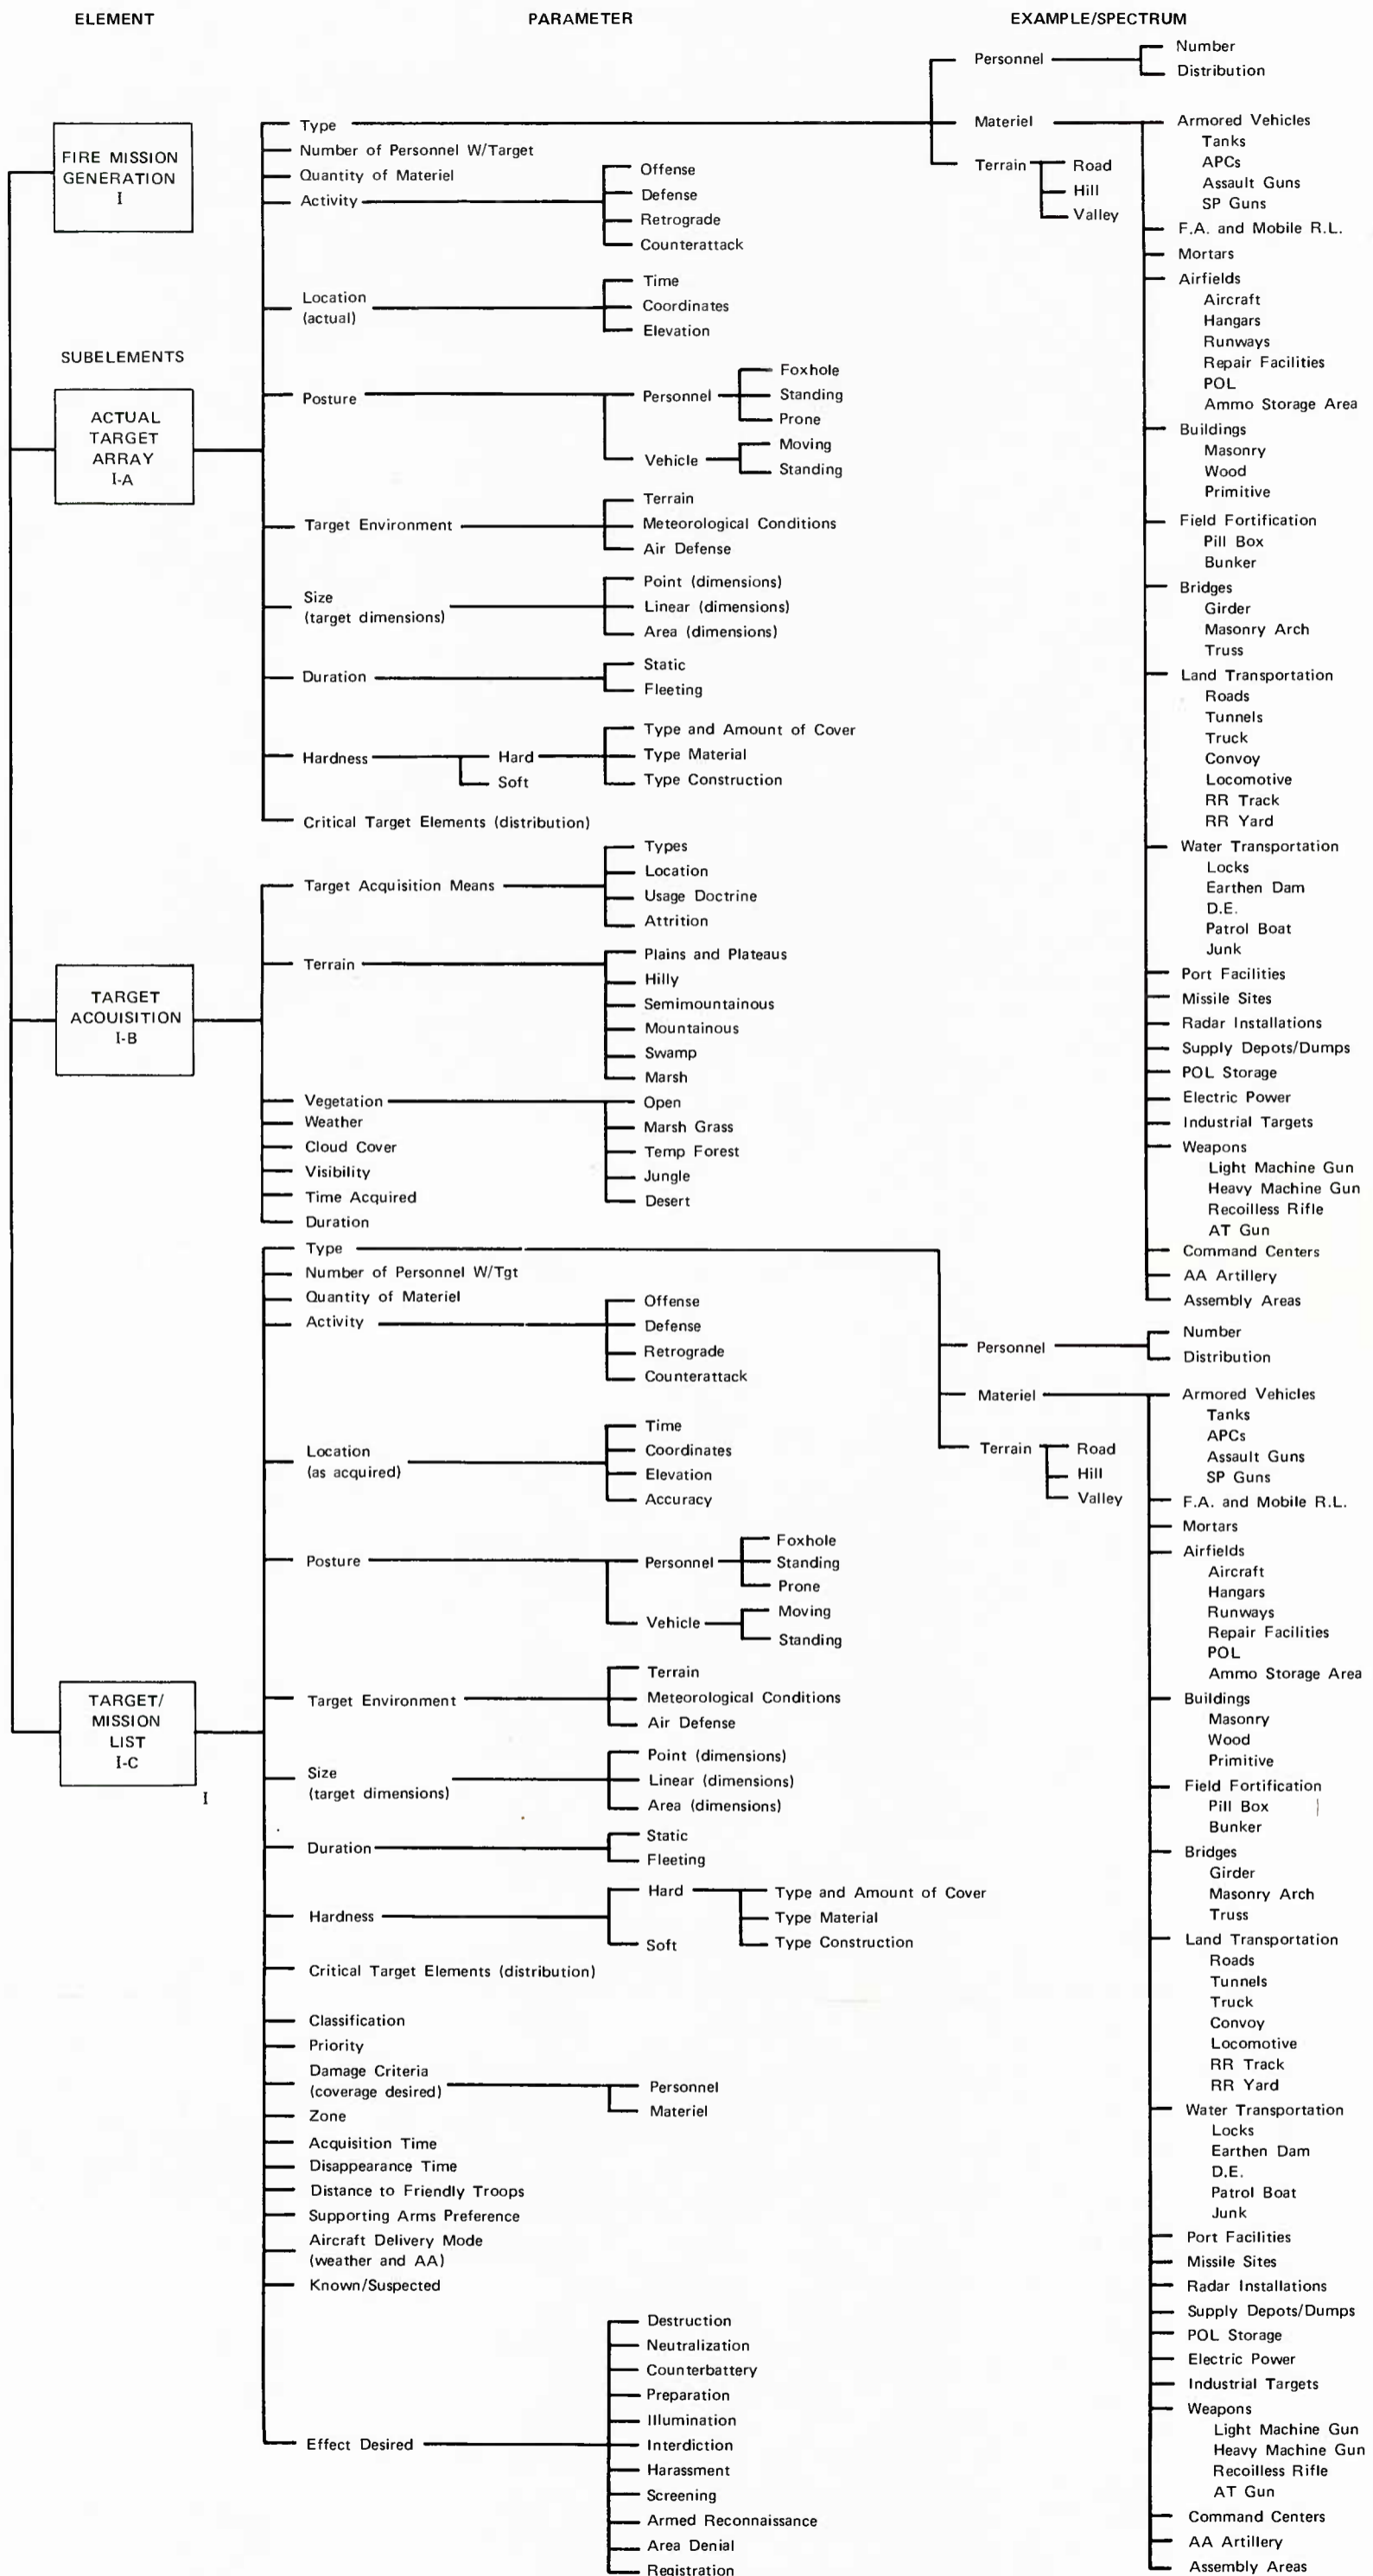 ELEMENT
PARAMETER
EXAMPLE/SPECTRUM
FIRE MISSION
GENERATION
I
SUBELEMENTS
ACTUAL
TARGET
ARRAY
I-A
Type
Number of Personnel W/Target
Quantity of Materiel
Activity
Offense
Defense
Retrograde
Counterattack
Location
(actual)
Time
Coordinates
Elevation
Posture
Personnel
Foxhole
Standing
Prone
Vehicle
Moving
Standing
Target Environment
Terrain
Meteorological Conditions
Air Defense
Size
(target dimensions)
Point (dimensions)
Linear (dimensions)
Area (dimensions)
Duration
Static
Fleeting
Hardness
Hard
Soft
Type and Amount of Cover
Type Material
Type Construction
Critical Target Elements (distribution)
Personnel
Number
Distribution
Materiel
Terrain
Road
Hill
Valley
Armored Vehicles
Tanks
APCs
Assault Guns
SP Guns
F.A. and Mobile R.L.
Mortars
Airfields
Aircraft
Hangars
Runways
Repair Facilities
POL
Ammo Storage Area
Buildings
Masonry
Wood
Primitive
Field Fortification
Pill Box
Bunker
Bridges
Girder
Masonry Arch
Truss
Land Transportation
Roads
Tunnels
Truck
Convoy
Locomotive
RR Track
RR Yard
Water Transportation
Locks
Earthen Dam
D.E.
Patrol Boat
Junk
Port Facilities
Missile Sites
Radar Installations
Supply Depots/Dumps
POL Storage
Electric Power
Industrial Targets
Weapons
Light Machine Gun
Heavy Machine Gun
Recoilless Rifle
AT Gun
Command Centers
AA Artillery
Assembly Areas
TARGET
ACQUISITION
I-B
Target Acquisition Means
Types
Location
Usage Doctrine
Attrition
Terrain
Plains and Plateaus
Hilly
Semimountainous
Mountainous
Swamp
Marsh
Vegetation
Open
Marsh Grass
Temp Forest
Jungle
Desert
Weather
Cloud Cover
Visibility
Time Acquired
Duration
TARGET/
MISSION
LIST
I-C
I
Type
Number of Personnel W/Tgt
Quantity of Materiel
Activity
Offense
Defense
Retrograde
Counterattack
Location
(as acquired)
Time
Coordinates
Elevation
Accuracy
Posture
Personnel
Foxhole
Standing
Prone
Vehicle
Moving
Standing
Target Environment
Terrain
Meteorological Conditions
Air Defense
Size
(target dimensions)
Point (dimensions)
Linear (dimensions)
Area (dimensions)
Duration
Static
Fleeting
Hardness
Hard
Soft
Type and Amount of Cover
Type Material
Type Construction
Critical Target Elements (distribution)
Classification
Priority
Damage Criteria
(coverage desired)
Personnel
Materiel
Zone
Acquisition Time
Disappearance Time
Distance to Friendly Troops
Supporting Arms Preference
Aircraft Delivery Mode
(weather and AA)
Known/Suspected
Effect Desired
Destruction
Neutralization
Counterbattery
Preparation
Illumination
Interdiction
Harassment
Screening
Armed Reconnaissance
Area Denial
Registration
Personnel
Number
Distribution
Materiel
Terrain
Road
Hill
Valley
Armored Vehicles
Tanks
APCs
Assault Guns
SP Guns
F.A. and Mobile R.L.
Mortars
Airfields
Aircraft
Hangars
Runways
Repair Facilities
POL
Ammo Storage Area
Buildings
Masonry
Wood
Primitive
Field Fortification
Pill Box
Bunker
Bridges
Girder
Masonry Arch
Truss
Land Transportation
Roads
Tunnels
Truck
Convoy
Locomotive
RR Track
RR Yard
Water Transportation
Locks
Earthen Dam
D.E.
Patrol Boat
Junk
Port Facilities
Missile Sites
Radar Installations
Supply Depots/Dumps
POL Storage
Electric Power
Industrial Targets
Weapons
Light Machine Gun
Heavy Machine Gun
Recoilless Rifle
AT Gun
Command Centers
AA Artillery
Assembly Areas